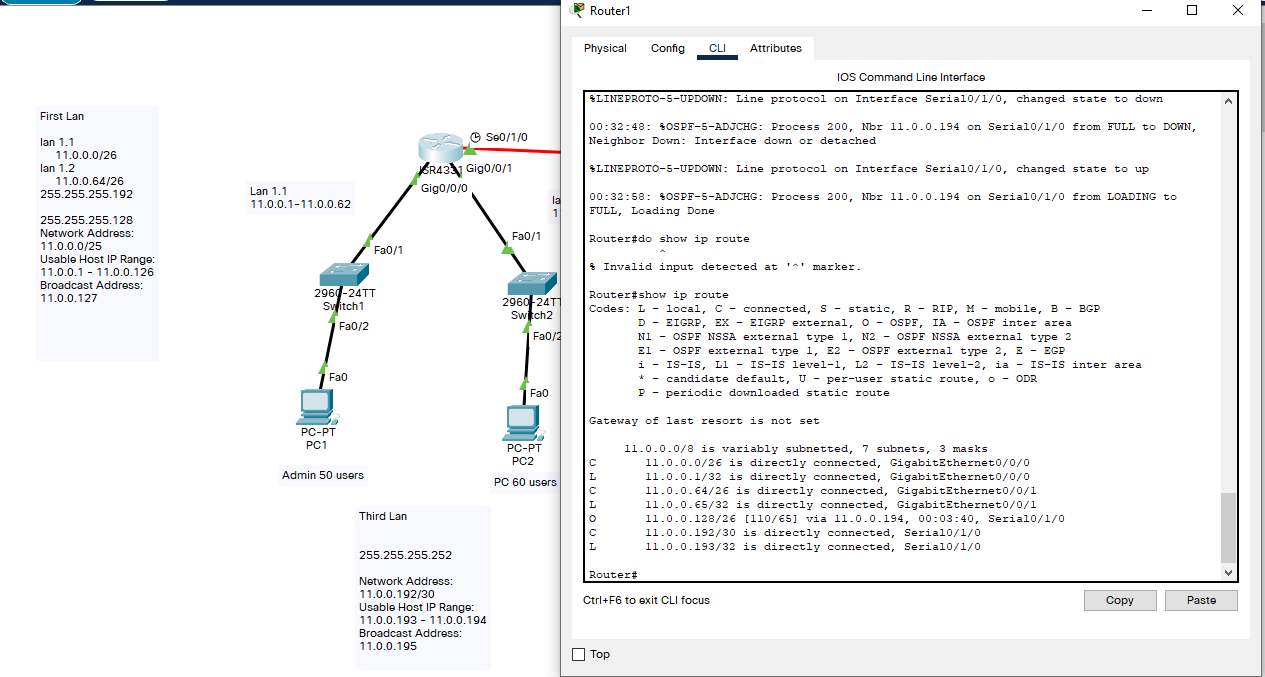 First Lan
lan 1.1
11.0.0.0/26
lan 1.2
11.0.0.64/26
255.255.255.192
255.255.255.128
Network Address:
11.0.0.0/25
Usable Host IP Range:
11.0.0.1 - 11.0.0.126
Broadcast Address:
11.0.0.127
Lan 1.1
11.0.0.1-11.0.0.62
Se0/1/0
Gig0/0/1
Gig0/0/0
Fa0/1
Fa0/1
2960-24TT
Switch1
2960-24TT
Switch2
Fa0/2
Fa0/2
Fa0
Fa0
PC-PT
PC1
PC-PT
PC2
Admin 50 users
PC 60 users
Third Lan
255.255.255.252
Network Address:
11.0.0.192/30
Usable Host IP Range:
11.0.0.193 - 11.0.0.194
Broadcast Address:
11.0.0.195
Router1
Physical Config CLI Attributes
IOS Command Line Interface
%LINEPROTO-5-UPDOWN: Line protocol on Interface Serial0/1/0, changed state to down
00:32:48: %OSPF-5-ADJCHG: Process 200, Nbr 11.0.0.194 on Serial0/1/0 from FULL to DOWN,
Neighbor Down: Interface down or detached
%LINEPROTO-5-UPDOWN: Line protocol on Interface Serial0/1/0, changed state to up
00:32:58: %OSPF-5-ADJCHG: Process 200, Nbr 11.0.0.194 on Serial0/1/0 from LOADING to
FULL, Loading Done
Router#do show ip route
^
% Invalid input detected at '^' marker.
Router#show ip route
Codes: L - local, C - connected, S - static, R - RIP, M - mobile, B - BGP
D - EIGRP, EX - EIGRP external, O - OSPF, IA - OSPF inter area
N1 - OSPF NSSA external type 1, N2 - OSPF NSSA external type 2
E1 - OSPF external type 1, E2 - OSPF external type 2, E - EGP
i - IS-IS, L1 - IS-IS level-1, L2 - IS-IS level-2, ia - IS-IS inter area
* - candidate default, U - per-user static route, o - ODR
P - periodic downloaded static route
Gateway of last resort is not set
11.0.0.0/8 is variably subnetted, 7 subnets, 3 masks
C 11.0.0.0/26 is directly connected, GigabitEthernet0/0/0
L 11.0.0.1/32 is directly connected, GigabitEthernet0/0/0
C 11.0.0.64/26 is directly connected, GigabitEthernet0/0/1
L 11.0.0.65/32 is directly connected, GigabitEthernet0/0/1
O 11.0.0.128/26 [110/65] via 11.0.0.194, 00:03:40, Serial0/1/0
C 11.0.0.192/30 is directly connected, Serial0/1/0
L 11.0.0.193/32 is directly connected, Serial0/1/0
Router#
Ctrl+F6 to exit CLI focus
Copy Paste
Top